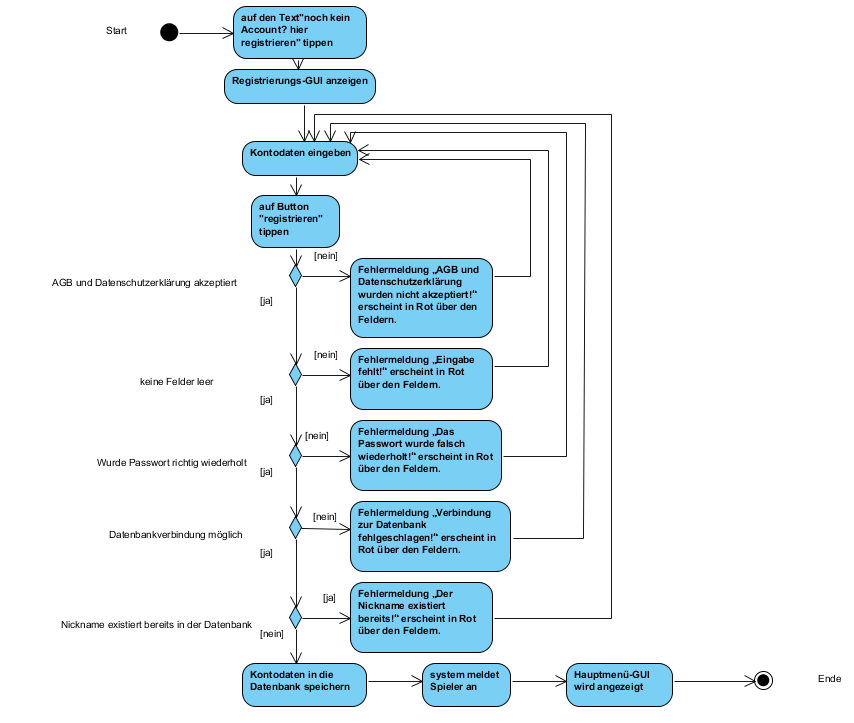 Start
auf den Text"noch kein
Account? hier
registrieren" tippen
Registrierungs-GUI anzeigen
Kontodaten eingeben
auf Button
"registrieren"
tippen
[nein]
AGB und Datenschutzerklärung akzeptiert
[ja]
Fehlermeldung „AGB und
Datenschutzerklärung
wurden nicht akzeptiert!“
erscheint in Rot über den
Feldern.
[nein]
keine Felder leer
[ja]
Fehlermeldung „Eingabe
fehlt!“ erscheint in Rot
über den Feldern.
[nein]
Wurde Passwort richtig wiederholt
[ja]
Fehlermeldung „Das
Passwort wurde falsch
wiederholt!“ erscheint in Rot
über den Feldern.
[nein]
Datenbankverbindung möglich
[ja]
Fehlermeldung „Verbindung
zur Datenbank
fehlgeschlagen!“ erscheint in
Rot über den Feldern.
[ja]
Nickname existiert bereits in der Datenbank
[nein]
Fehlermeldung „Der
Nickname existiert
bereits!“ erscheint in Rot
über den Feldern.
Kontodaten in die
Datenbank speichern
system meldet
Spieler an
Hauptmenü-GUI
wird angezeigt
Ende